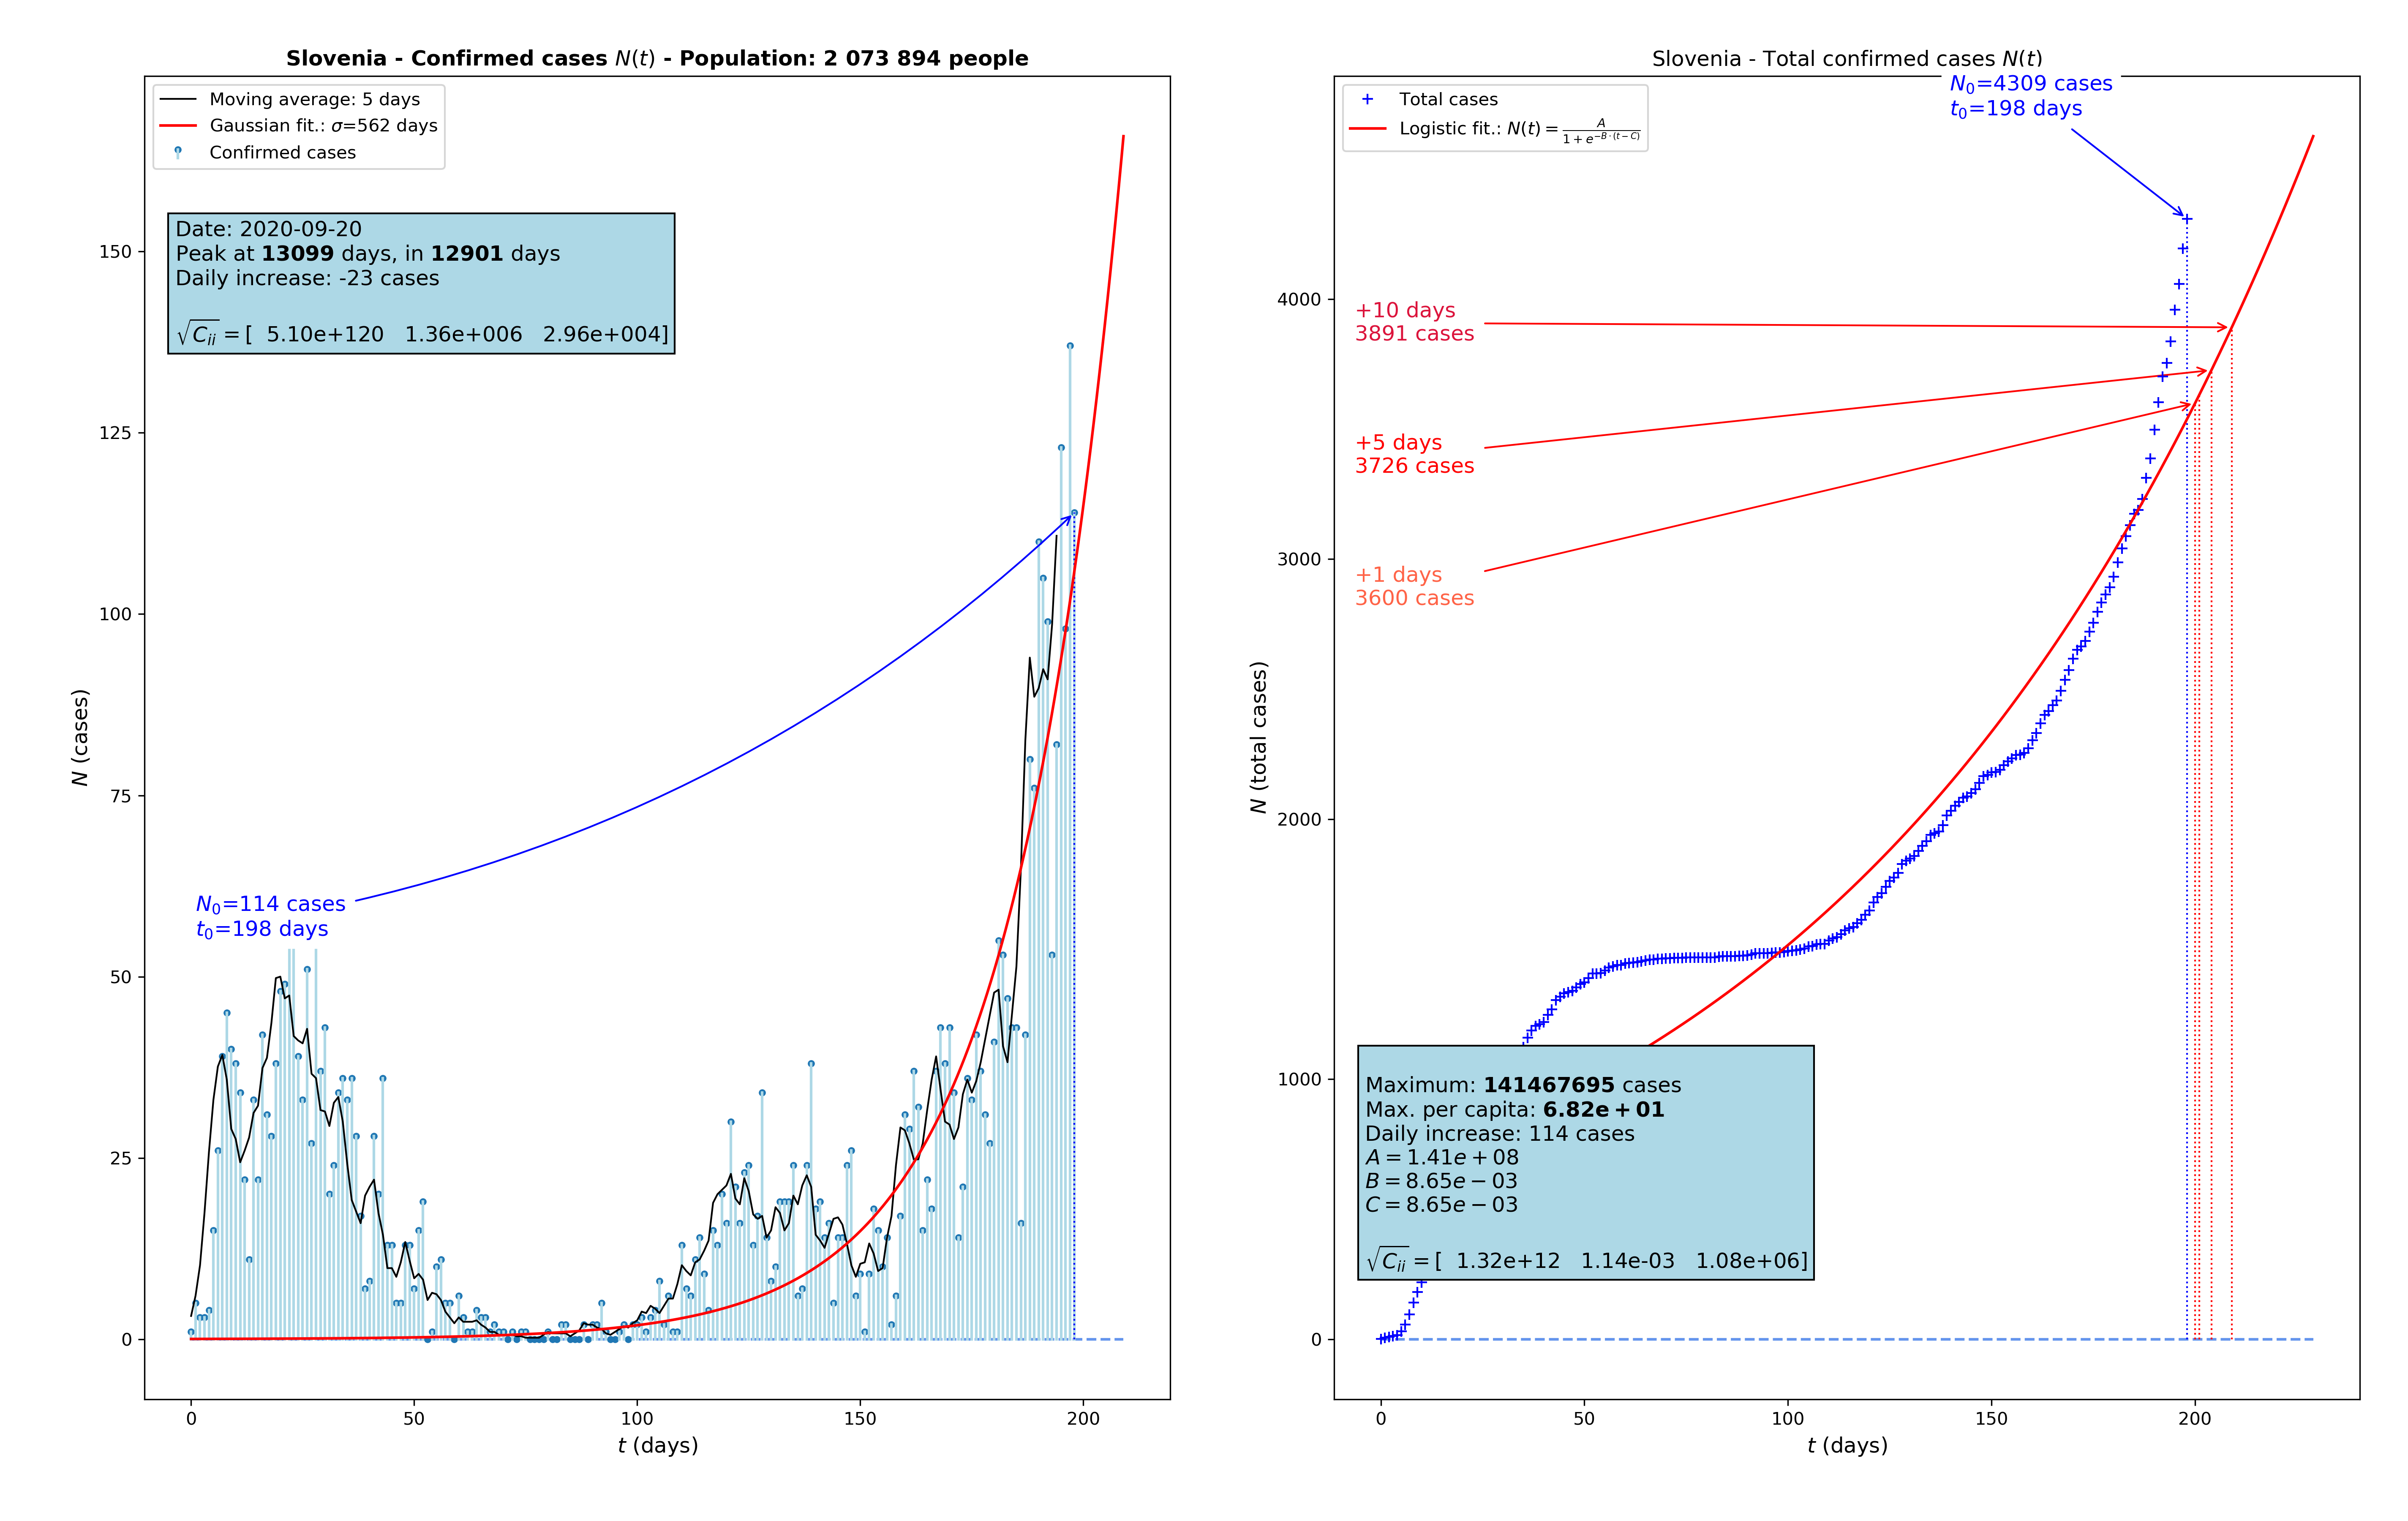 Slovenia - Confirmed cases N(t) - Population: 2 073 894 people
Moving average: 5 days
Gaussian fit.: σ=562 days
Confirmed cases
Date: 2020-09-20
Peak at 13099 days, in 12901 days
Daily increase: -23 cases
√C_ii = [ 5.10e+120 1.36e+006 2.96e+004]
N₀=114 cases
t₀=198 days
150
125
100
75
50
25
0
N (cases)
0 50 100 150 200
t (days)
Slovenia - Total confirmed cases N(t)
Total cases
Logistic fit.: N(t) = A / (1 + e^(−B·(t−C)))
N₀=4309 cases
t₀=198 days
+10 days
3891 cases
+5 days
3726 cases
+1 days
3600 cases
Maximum: 141467695 cases
Max. per capita: 6.82e + 01
Daily increase: 114 cases
A = 1.41e + 08
B = 8.65e − 03
C = 8.65e − 03
√C_ii = [ 1.32e+12 1.14e-03 1.08e+06]
4000
3000
2000
1000
0
N (total cases)
0 50 100 150 200
t (days)